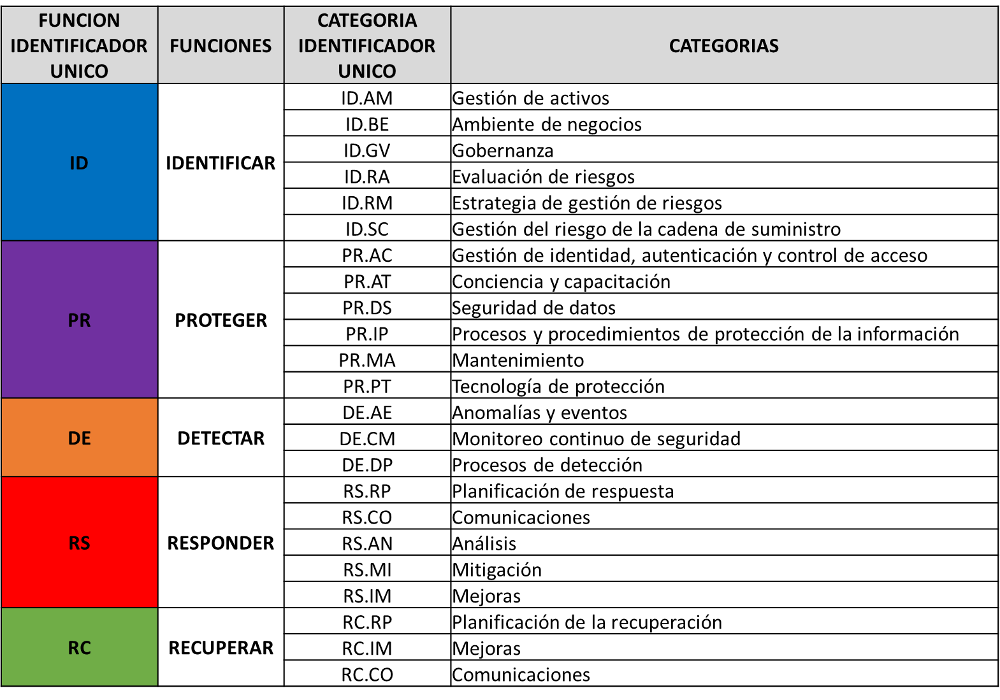 FUNCION IDENTIFICADOR UNICO FUNCIONES CATEGORIA IDENTIFICADOR UNICO CATEGORIAS
ID IDENTIFICAR
ID.AM Gestión de activos
ID.BE Ambiente de negocios
ID.GV Gobernanza
ID.RA Evaluación de riesgos
ID.RM Estrategia de gestión de riesgos
ID.SC Gestión del riesgo de la cadena de suministro
PR PROTEGER
PR.AC Gestión de identidad, autenticación y control de acceso
PR.AT Conciencia y capacitación
PR.DS Seguridad de datos
PR.IP Procesos y procedimientos de protección de la información
PR.MA Mantenimiento
PR.PT Tecnología de protección
DE DETECTAR
DE.AE Anomalías y eventos
DE.CM Monitoreo continuo de seguridad
DE.DP Procesos de detección
RS RESPONDER
RS.RP Planificación de respuesta
RS.CO Comunicaciones
RS.AN Análisis
RS.MI Mitigación
RS.IM Mejoras
RC RECUPERAR
RC.RP Planificación de la recuperación
RC.IM Mejoras
RC.CO Comunicaciones